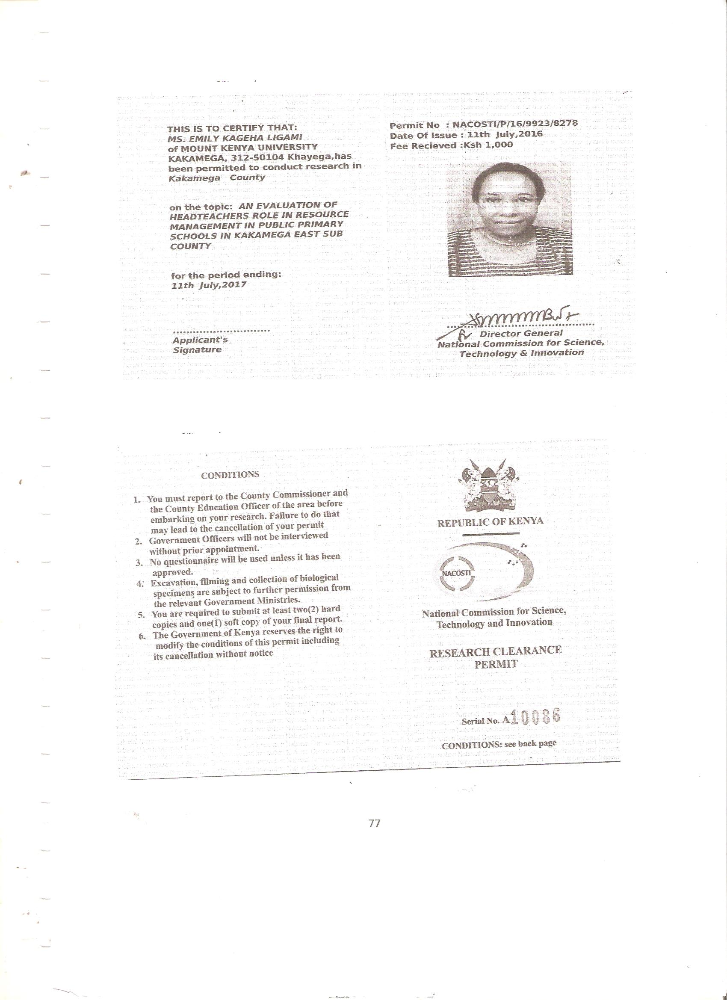 THIS IS TO CERTIFY THAT:
MS. EMILY KAGEHA LIGAMI
of MOUNT KENYA UNIVERSITY
KAKAMEGA, 312-50104 Khayega,has
been permitted to conduct research in
Kakamega County
on the topic: AN EVALUATION OF
HEADTEACHERS ROLE IN RESOURCE
MANAGEMENT IN PUBLIC PRIMARY
SCHOOLS IN KAKAMEGA EAST SUB
COUNTY
for the period ending:
11th July,2017
Applicant's
Signature
Permit No : NACOSTI/P/16/9923/8278
Date Of Issue : 11th July,2016
Fee Recieved :Ksh 1,000
Director General
National Commission for Science,
Technology & Innovation
CONDITIONS
1. You must report to the County Commissioner and
the County Education Officer of the area before
embarking on your research. Failure to do that
may lead to the cancellation of your permit
2. Government Officers will not be interviewed
without prior appointment.
3. No questionnaire will be used unless it has been
approved.
4. Excavation, filming and collection of biological
specimens are subject to further permission from
the relevant Government Ministries.
5. You are required to submit at least two(2) hard
copies and one(1) soft copy of your final report.
6. The Government of Kenya reserves the right to
modify the conditions of this permit including
its cancellation without notice
REPUBLIC OF KENYA
NACOSTI
National Commission for Science,
Technology and Innovation
RESEARCH CLEARANCE
PERMIT
Serial No. A 10086
CONDITIONS: see back page
77